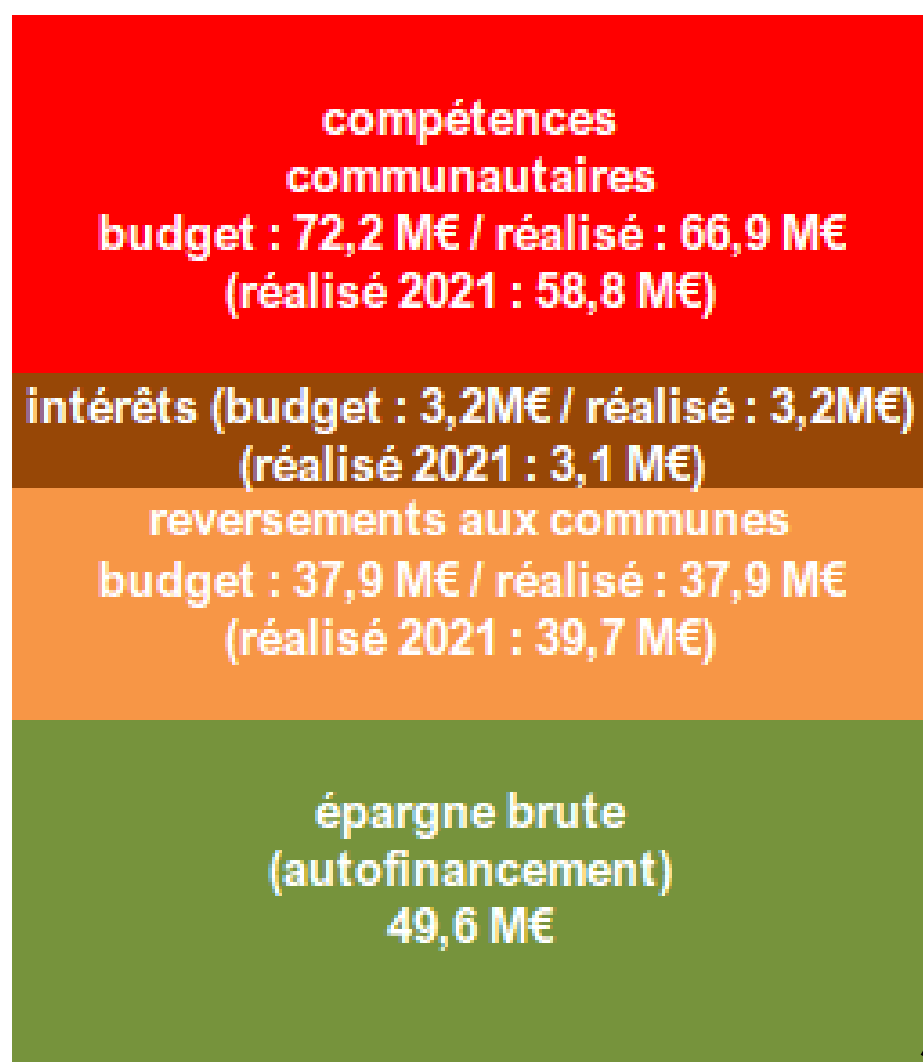 compétences
communautaires
budget : 72,2 M€ / réalisé : 66,9 M€
(réalisé 2021 : 58,8 M€)
intérêts (budget : 3,2M€ / réalisé : 3,2M€)
(réalisé 2021 : 3,1 M€)
reversements aux communes
budget : 37,9 M€ / réalisé : 37,9 M€
(réalisé 2021 : 39,7 M€)
épargne brute
(autofinancement)
49,6 M€